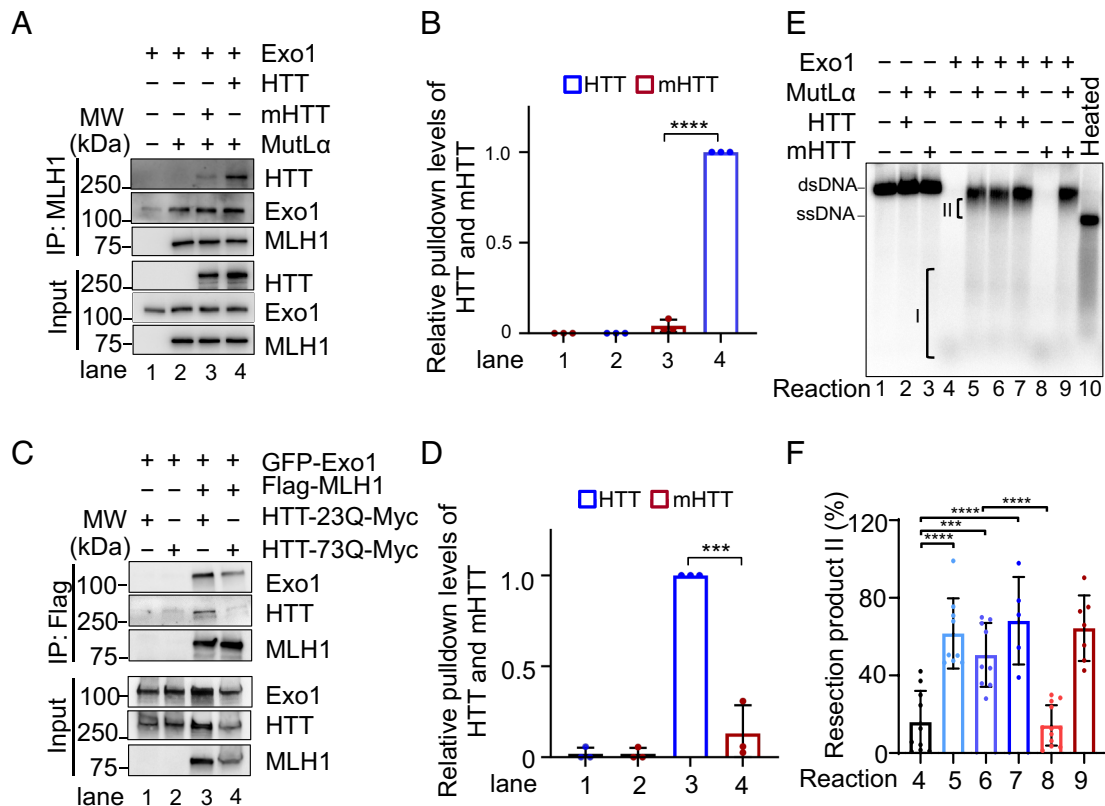 A
+ + + + Exo1
− − − + HTT
− − + − mHTT
MW
(kDa)
− + + + MutLα
IP: MLH1
250 HTT
100 Exo1
75 MLH1
Input
250 HTT
100 Exo1
75 MLH1
lane 1 2 3 4
B
HTT mHTT
****
Relative pulldown levels of
HTT and mHTT
1.0
0.5
0
lane 1 2 3 4
C
+ + + + GFP-Exo1
− − + + Flag-MLH1
MW
(kDa)
+ − + − HTT-23Q-Myc
− + − + HTT-73Q-Myc
IP: Flag
100 Exo1
250 HTT
75 MLH1
Input
100 Exo1
250 HTT
75 MLH1
lane 1 2 3 4
D
HTT mHTT
***
Relative pulldown levels of
HTT and mHTT
1.0
0.5
0
lane 1 2 3 4
E
Exo1 − − − + + + + + +
MutLα − + + − + − + − +
HTT − + − − − + + − −
mHTT − − + − − − − + +
Heated
dsDNA
ssDNA
II
I
Reaction 1 2 3 4 5 6 7 8 9 10
F
****
****
***
****
Resection product II (%)
120
80
40
0
Reaction 4 5 6 7 8 9